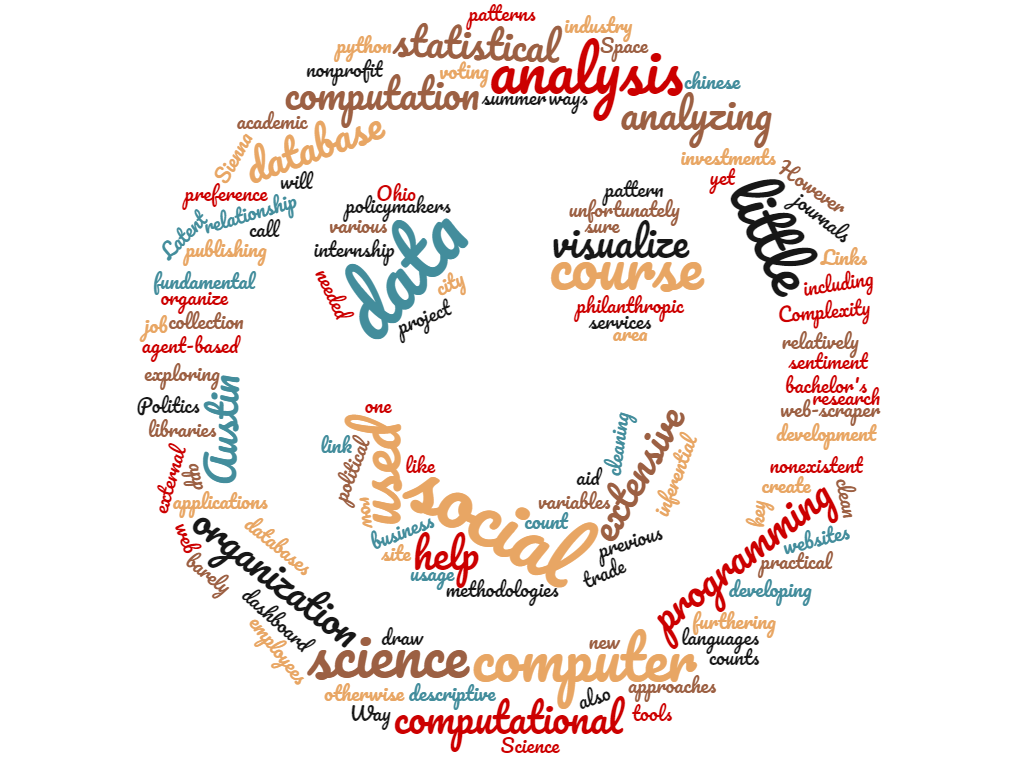 patterns
industry
python
statistical
Space
nonprofit
voting
analysis
chinese
computation
summer
ways
analyzing
academic
database
Sienna
investments
However
yet
will
preference
Ohio
pattern
little
journals
Latent
relationship
policymakers
unfortunately
call
various
sure
publishing
internship
data
visualize
Links
fundamental
needed
city
course
including
organize
project
philanthropic
Complexity
job
collection
services
area
relatively
agent-based
sentiment
exploring
bachelor's
Austin
research
Politics
one
web-scraper
libraries
used
cleaning
extensive
development
link
political
like
inferential
external
app
aid
nonexistent
applications
now
social
variables
create
clean
key
programming
organization
databases
business
count
web
site
help
previous
websites
barely
usage
trade
practical
methodologies
developing
dashboard
furthering
employees
draw
new
languages
science
computer
counts
otherwise
descriptive
also
approaches
Way
computational
tools
Science